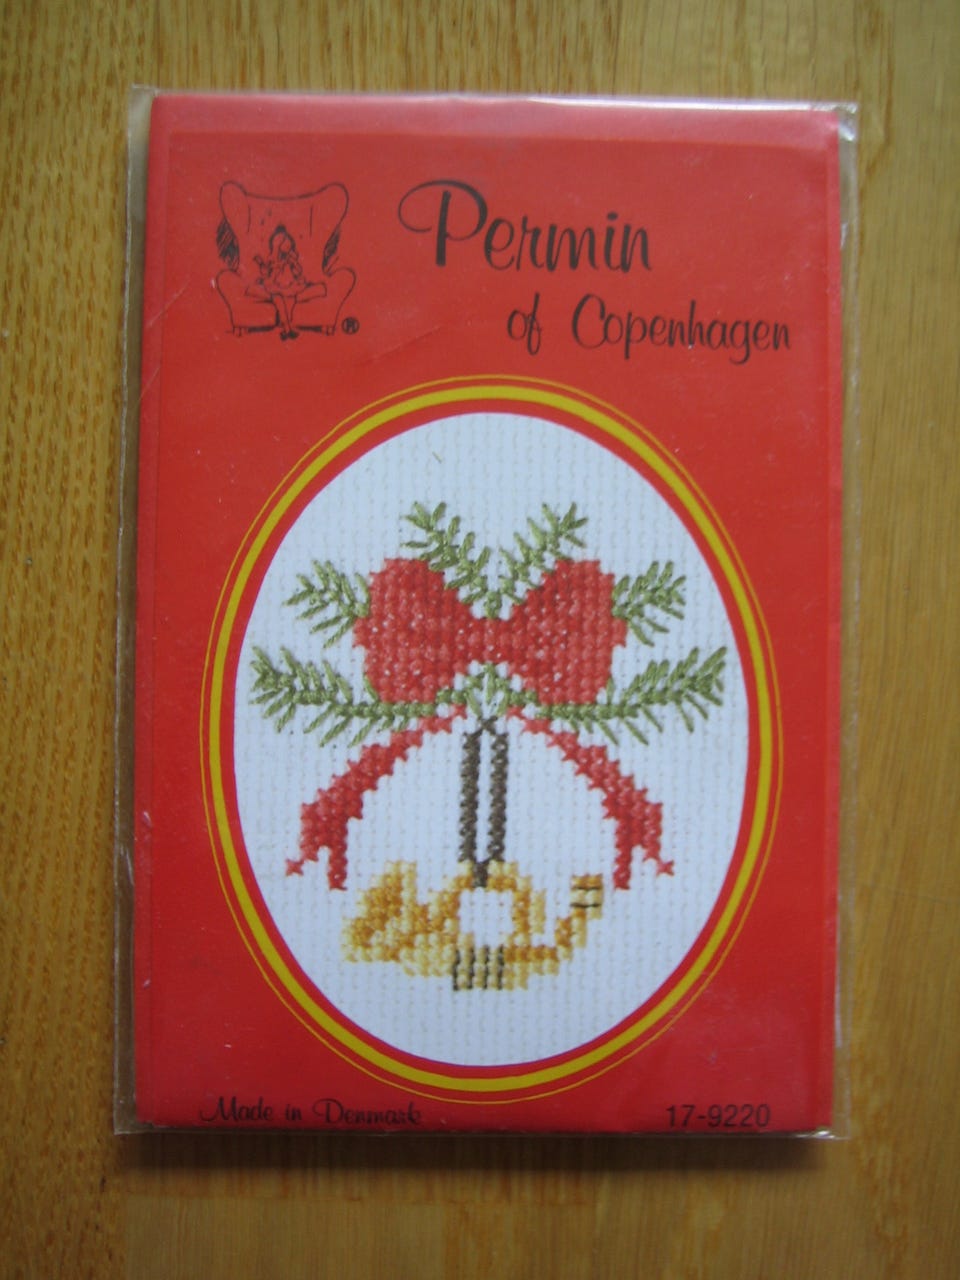 Permin
of Copenhagen
®
Made in Denmark
17-9220